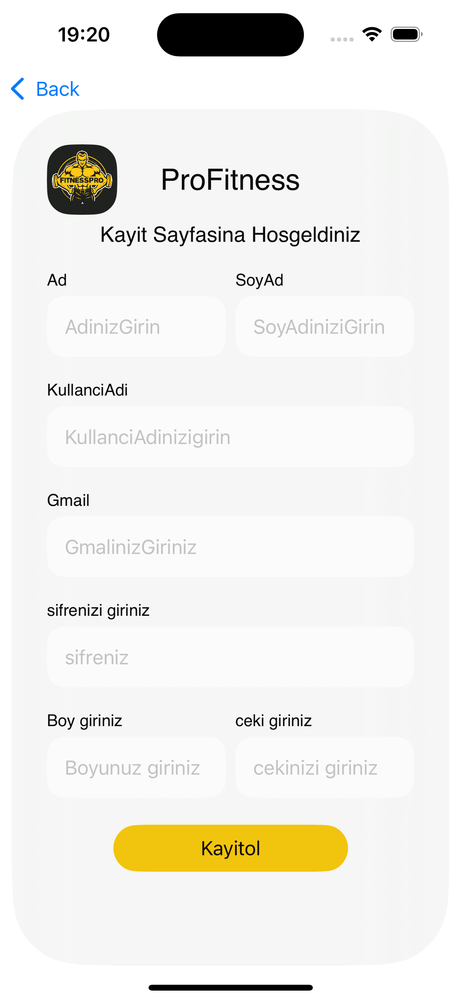 19:20
Back
FITNESSPRO
ProFitness
Kayit Sayfasina Hosgeldiniz
Ad SoyAd
AdinizGirin SoyAdiniziGirin
KullanciAdi
KullanciAdinizigirin
Gmail
GmalinizGiriniz
sifrenizi giriniz
sifreniz
Boy giriniz ceki giriniz
Boyunuz giriniz cekinizi giriniz
Kayitol